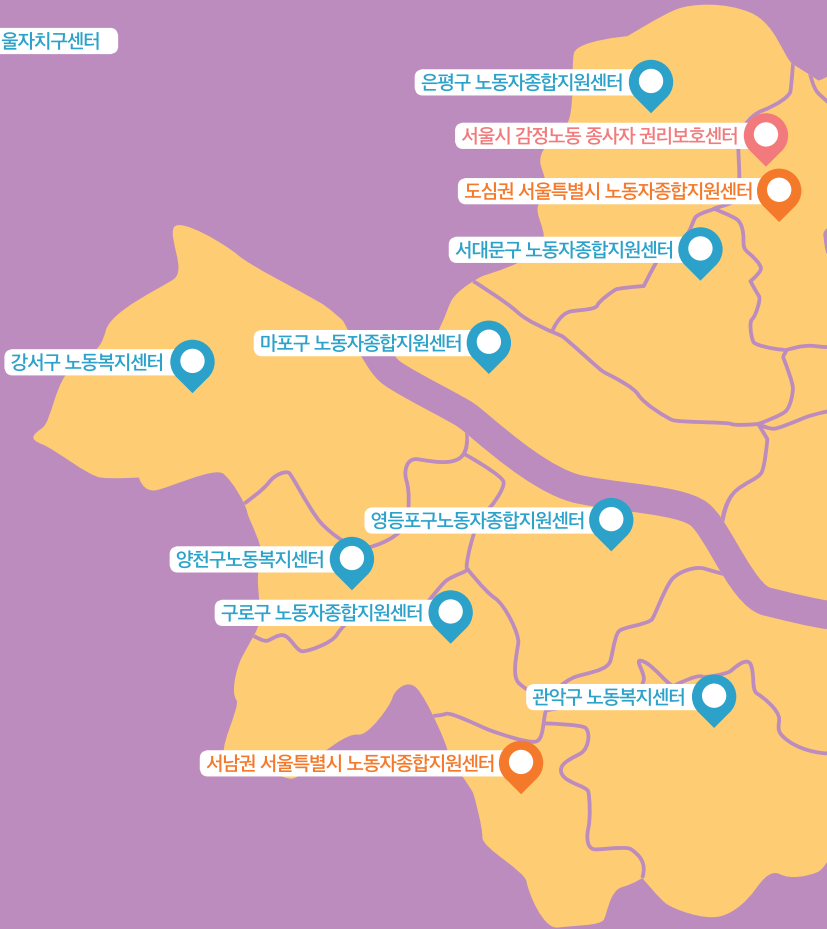 울자치구센터
은평구 노동자종합지원센터
서울시 감정노동 종사자 권리보호센터
도심권 서울특별시 노동자종합지원센터
서대문구 노동자종합지원센터
마포구 노동자종합지원센터
강서구 노동복지센터
영등포구노동자종합지원센터
양천구노동복지센터
구로구 노동자종합지원센터
관악구 노동복지센터
서남권 서울특별시 노동자종합지원센터